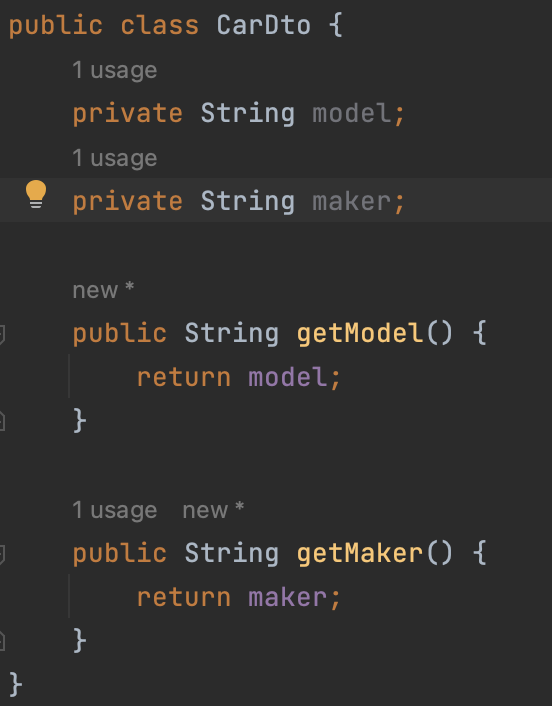 public class CarDto {
1 usage
private String model;
1 usage
private String maker;
new *
public String getModel() {
return model;
}
1 usage new *
public String getMaker() {
return maker;
}
}